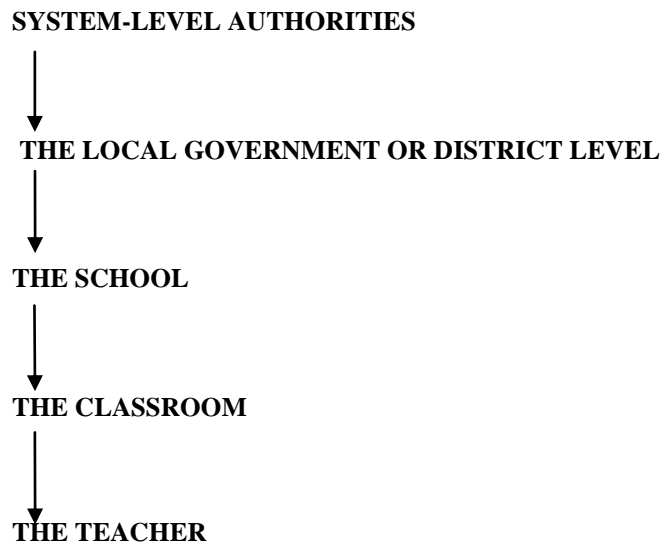 SYSTEM-LEVEL AUTHORITIES
THE LOCAL GOVERNMENT OR DISTRICT LEVEL
THE SCHOOL
THE CLASSROOM
THE TEACHER